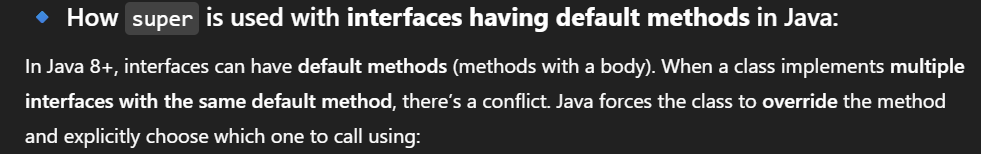 How super is used with interfaces having default methods in Java:
In Java 8+, interfaces can have default methods (methods with a body). When a class implements multiple
interfaces with the same default method, there's a conflict. Java forces the class to override the method
and explicitly choose which one to call using: